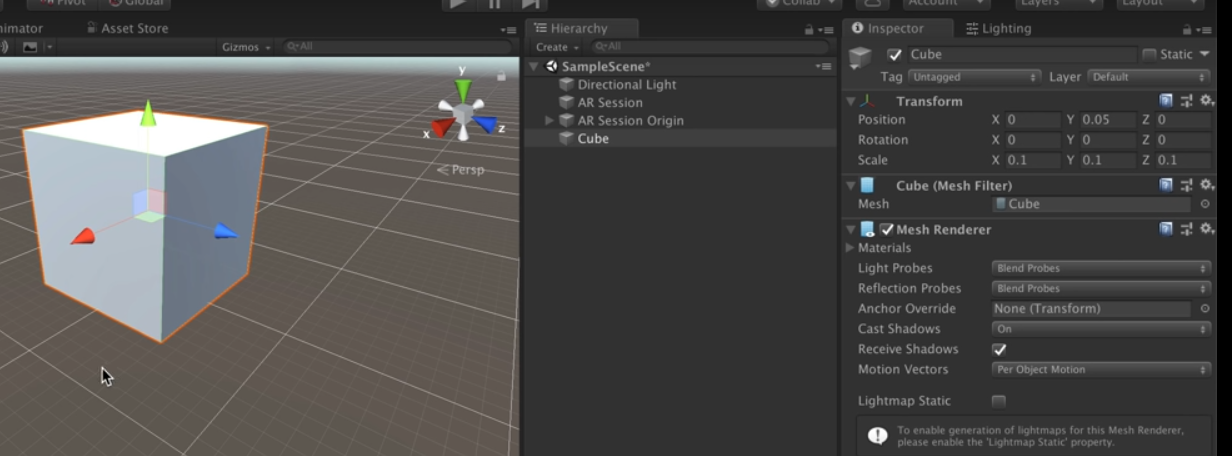 Pivot Global Collab Account Layers Layout
Asset Store
Gizmos All
y
x
z
Persp
Hierarchy
Create All
SampleScene*
Directional Light
AR Session
AR Session Origin
Cube
Inspector Lighting
Cube Static
Tag Untagged Layer Default
Transform
Position X 0 Y 0.05 Z 0
Rotation X 0 Y 0 Z 0
Scale X 0.1 Y 0.1 Z 0.1
Cube (Mesh Filter)
Mesh Cube
Mesh Renderer
Materials
Light Probes Blend Probes
Reflection Probes Blend Probes
Anchor Override None (Transform)
Cast Shadows On
Receive Shadows
Motion Vectors Per Object Motion
Lightmap Static
To enable generation of lightmaps for this Mesh Renderer,
please enable the 'Lightmap Static' property.